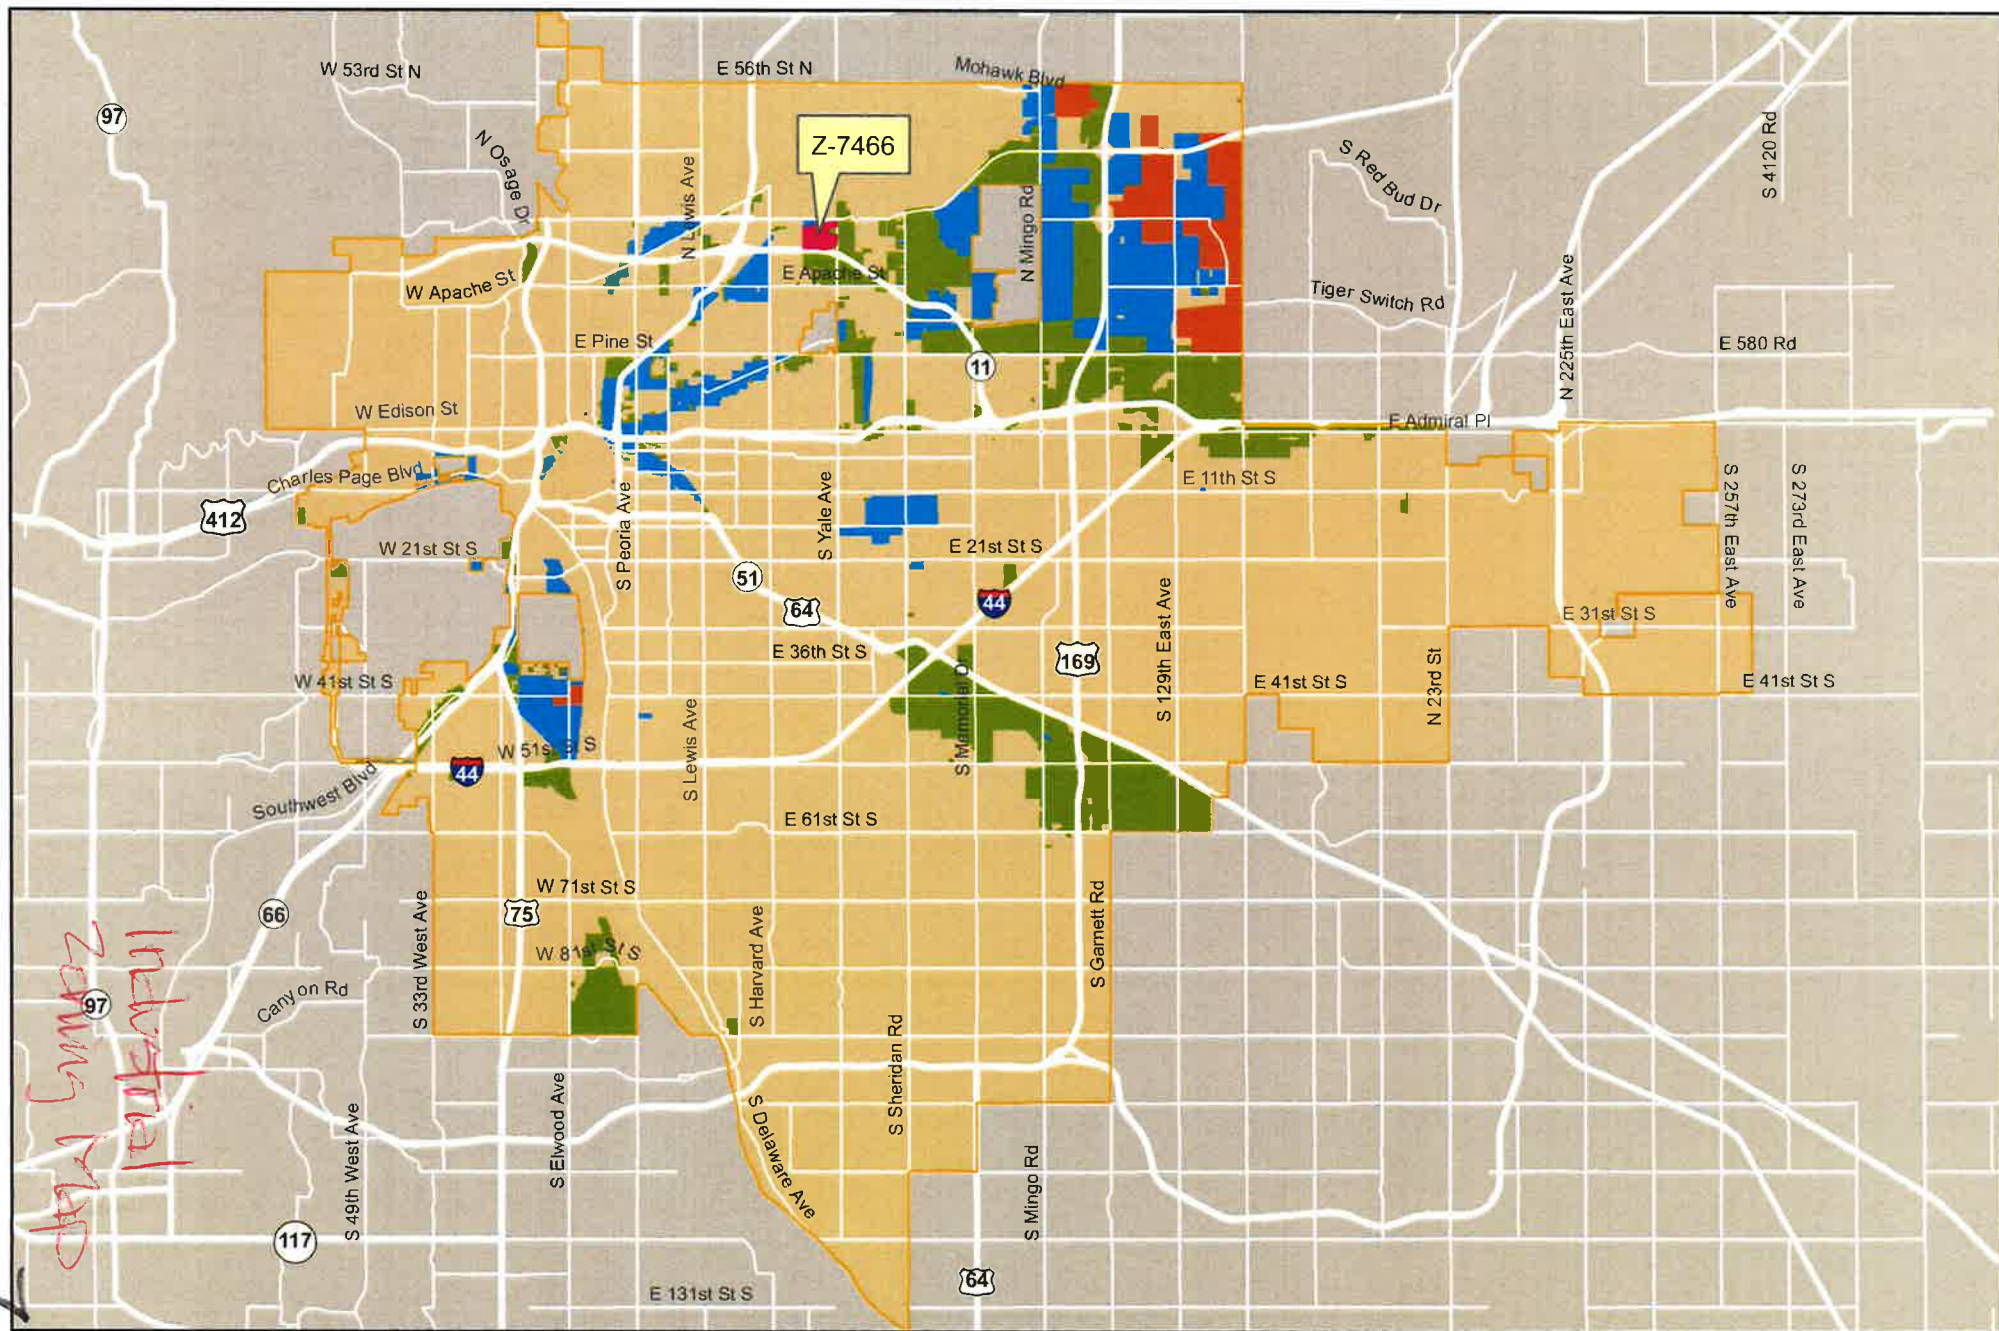 W 53rd St N
E 56th St N
Mohawk Blvd
97
N Osage Dr
N Lewis Ave
Z-7466
S Red Bud Dr
S 4120 Rd
N Mingo Rd
W Apache St
E Apache St
Tiger Switch Rd
N 225th East Ave
E Pine St
E 580 Rd
11
W Edison St
E Admiral Pl
Charles Page Blvd
412
S Peoria Ave
S Yale Ave
E 11th St S
S 257th East Ave
S 273rd East Ave
W 21st St S
E 21st St S
51
64
44
S 129th East Ave
E 31st St S
E 36th St S
169
W 41st St S
S Memorial Dr
E 41st St S
N 23rd St
E 41st St S
W 51st St S
44
S Lewis Ave
Southwest Blvd
E 61st St S
W 71st St S
66
75
S 33rd West Ave
W 81st St S
S Harvard Ave
S Garnett Rd
Canyon Rd
97
Industrial
Zoning Map
S 49th West Ave
S Elwood Ave
S Delaware Ave
S Sheridan Rd
S Mingo Rd
117
64
E 131st St S